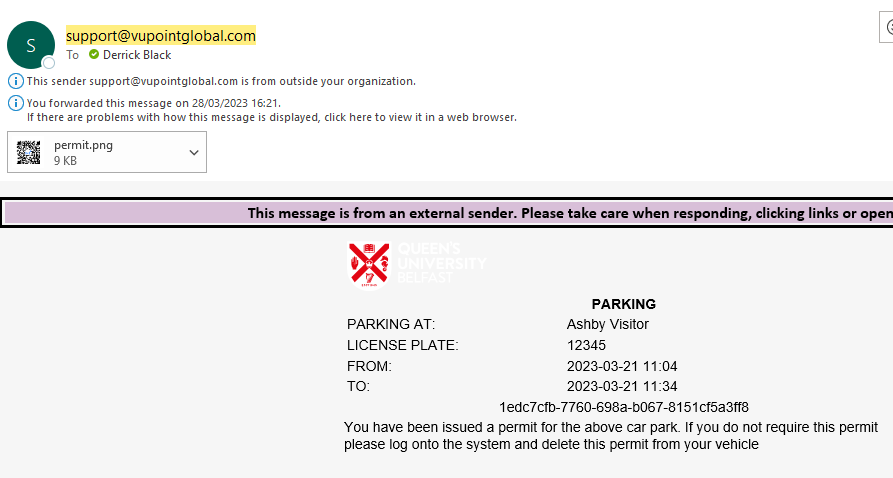 S
support@vupointglobal.com
To Derrick Black
This sender support@vupointglobal.com is from outside your organization.
You forwarded this message on 28/03/2023 16:21.
If there are problems with how this message is displayed, click here to view it in a web browser.
permit.png
9 KB
This message is from an external sender. Please take care when responding, clicking links or open
QUEEN'S
UNIVERSITY
BELFAST
PARKING
PARKING AT: Ashby Visitor
LICENSE PLATE: 12345
FROM: 2023-03-21 11:04
TO: 2023-03-21 11:34
1edc7cfb-7760-698a-b067-8151cf5a3ff8
You have been issued a permit for the above car park. If you do not require this permit
please log onto the system and delete this permit from your vehicle